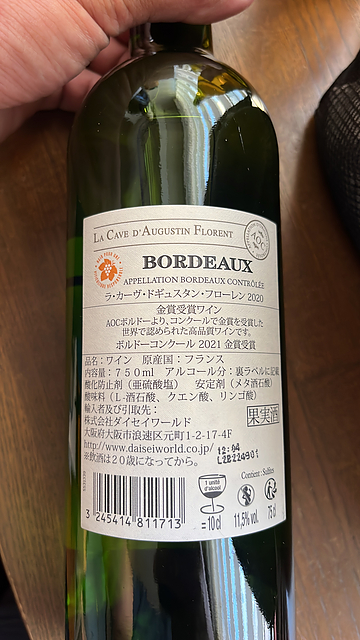 LA CAVE D'AUGUSTIN FLORENT
AOC
BORDEAUX
APPELLATION BORDEAUX CONTRÔLÉE
ラ・カーヴ・ドギュスタン・フローレン 2020
金賞受賞ワイン
AOCボルドーより、コンクールで金賞を受賞した
世界で認められた高品質ワインです。
ボルドーコンクール 2021 金賞受賞
品名：ワイン 原産国：フランス
内容量：750ml アルコール分：裏ラベルに記載
酸化防止剤（亜硫酸塩） 安定剤（メタ酒石酸）
酸味料（L-酒石酸、クエン酸、リンゴ酸）
輸入者及び引取先：
果実酒
株式会社ダイセイワールド
大阪府大阪市浪速区元町1-2-17-4F
http://www.daiseiworld.co.jp/
12:04
※飲酒は20歳になってから。
Contient : Sulfites
1 unité
d'alcool
3 245414 811713
=10cl
11,5% vol.
75 cl